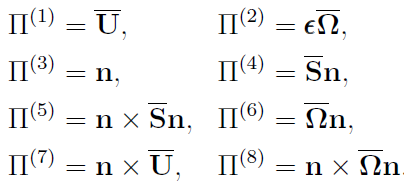 Π⁽¹⁾ = U̅, Π⁽²⁾ = ϵΩ̅,
Π⁽³⁾ = n, Π⁽⁴⁾ = S̅n,
Π⁽⁵⁾ = n × S̅n, Π⁽⁶⁾ = Ω̅n,
Π⁽⁷⁾ = n × U̅, Π⁽⁸⁾ = n × Ω̅n.